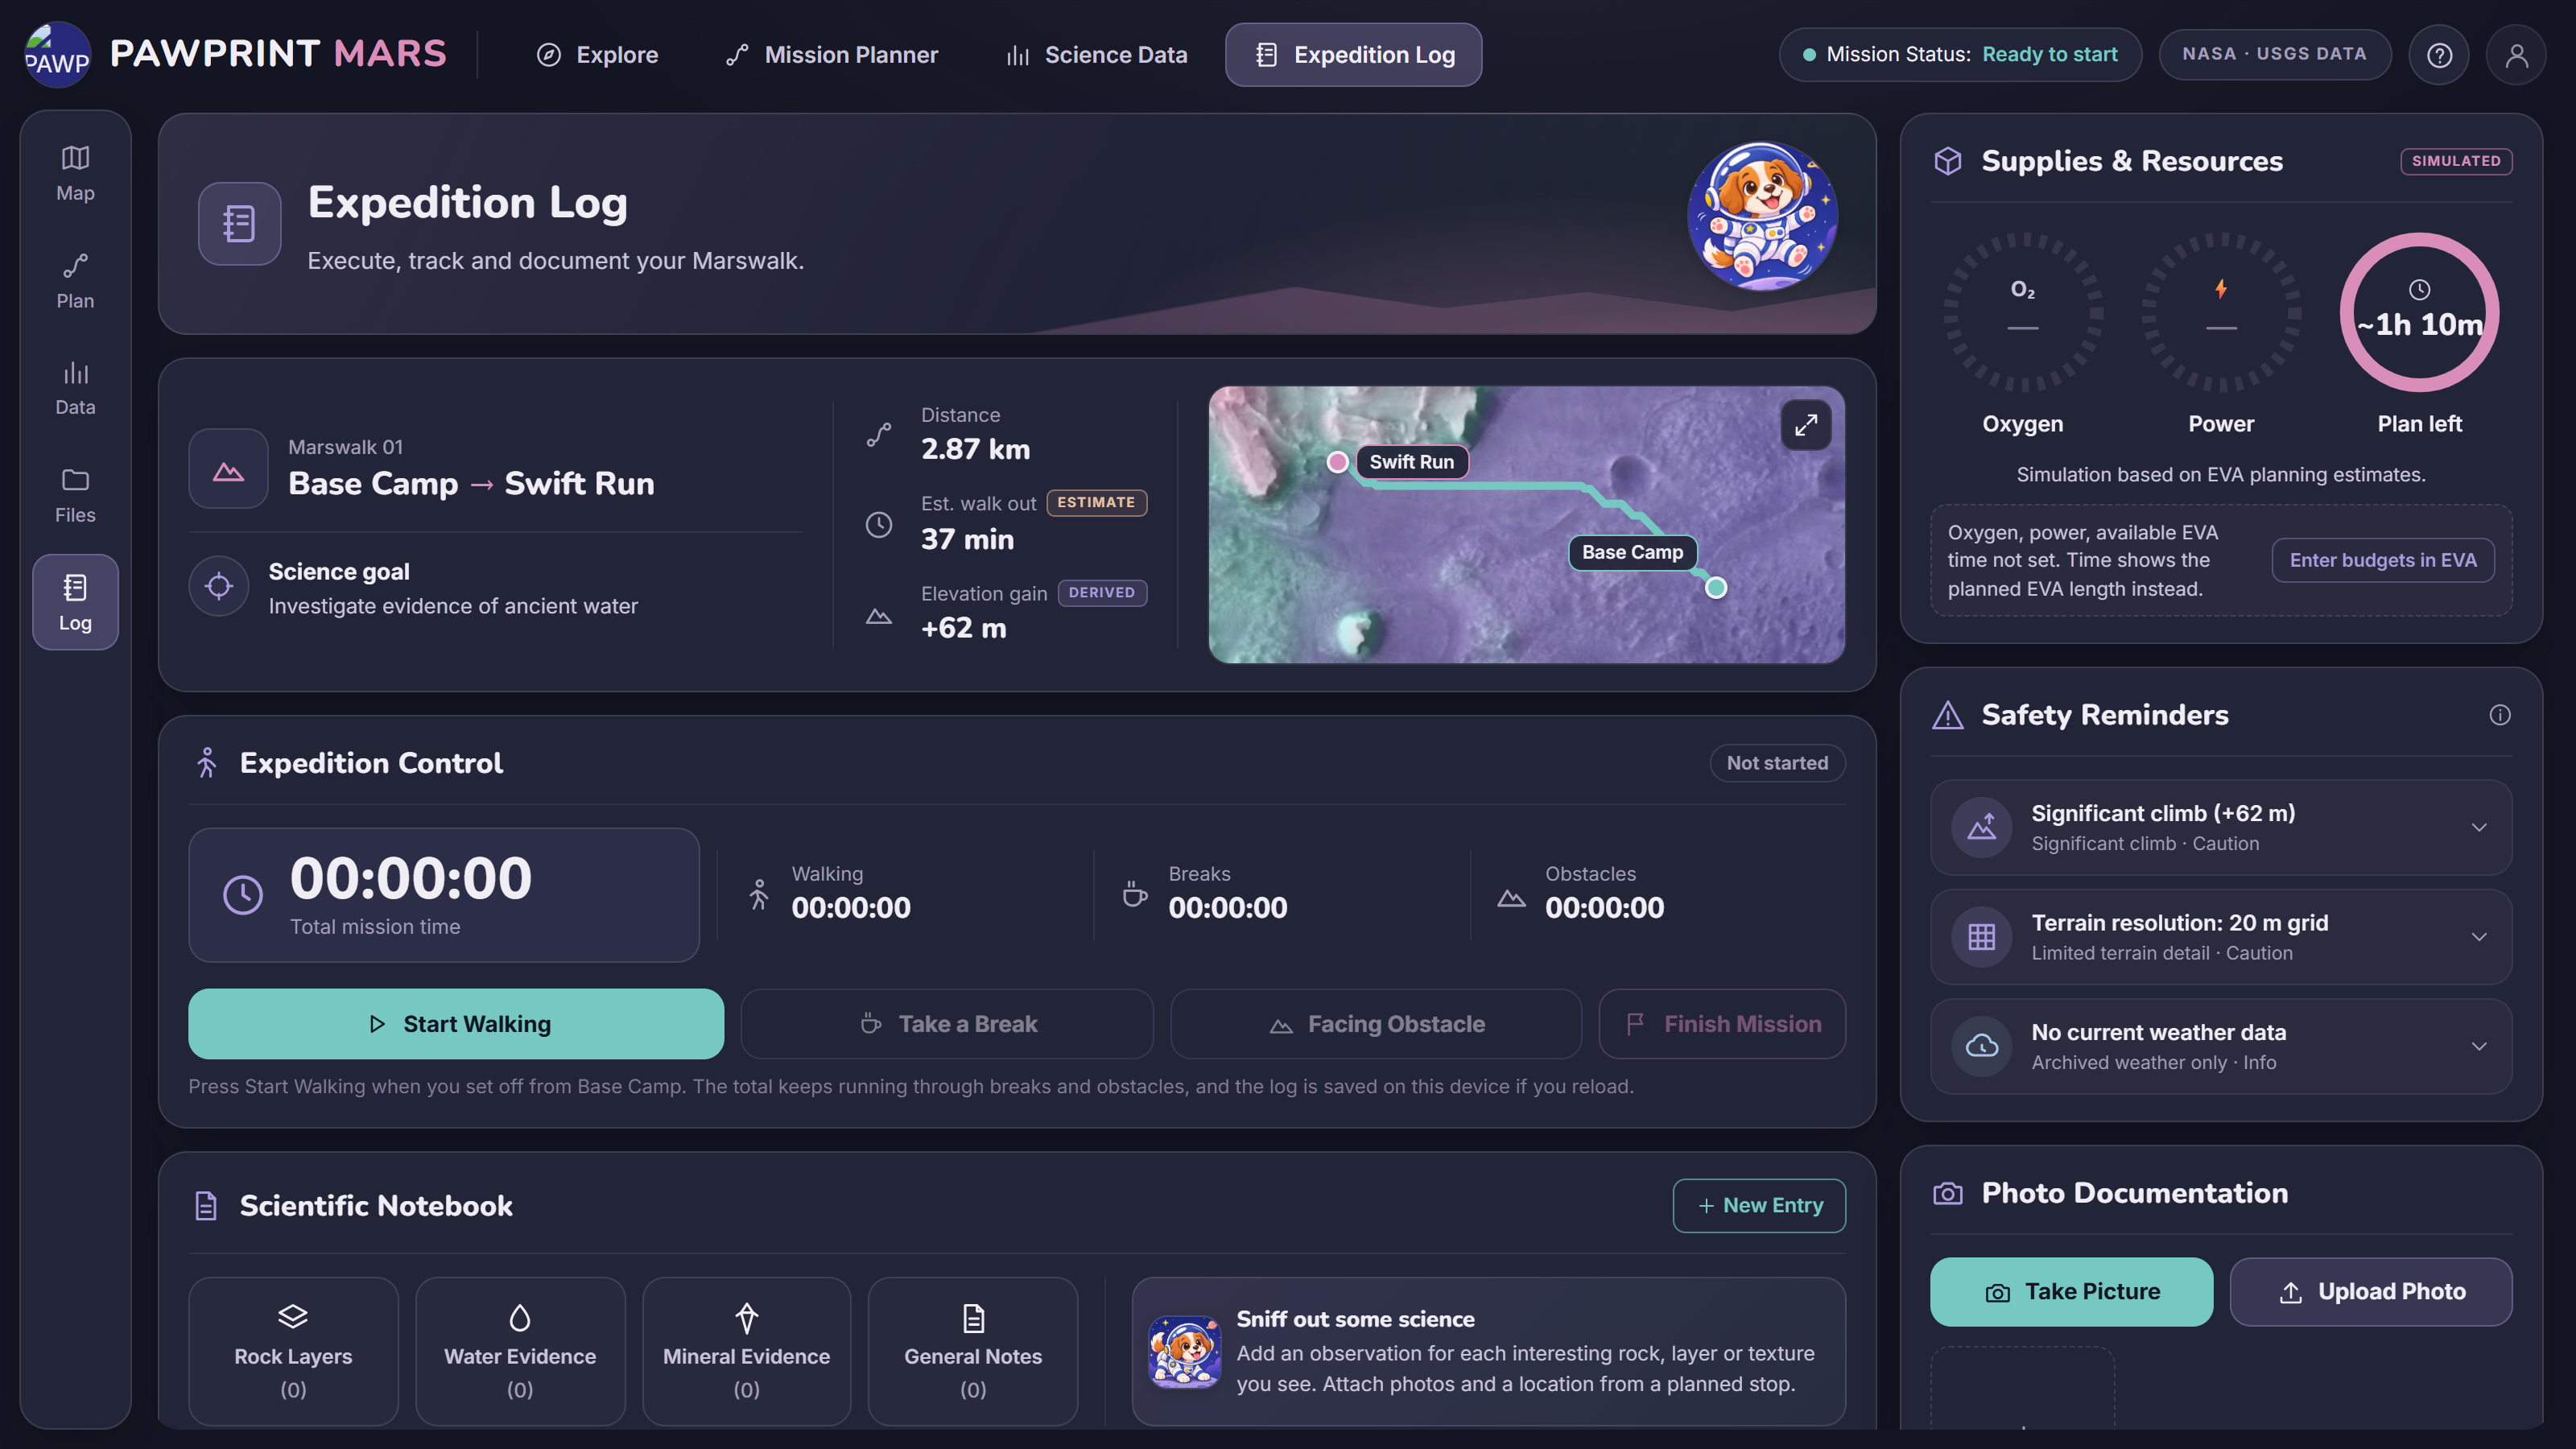 PAWP
PAWPRINT MARS
Explore
Mission Planner
Science Data
Expedition Log
Mission Status: Ready to start
NASA · USGS DATA
Map
Plan
Data
Files
Log
Expedition Log
Execute, track and document your Marswalk.
Marswalk 01
Base Camp → Swift Run
Science goal
Investigate evidence of ancient water
Distance
2.87 km
Est. walk out ESTIMATE
37 min
Elevation gain DERIVED
+62 m
Swift Run
Base Camp
Expedition Control
Not started
00:00:00
Total mission time
Walking
00:00:00
Breaks
00:00:00
Obstacles
00:00:00
Start Walking
Take a Break
Facing Obstacle
Finish Mission
Press Start Walking when you set off from Base Camp. The total keeps running through breaks and obstacles, and the log is saved on this device if you reload.
Scientific Notebook
+ New Entry
Rock Layers
(0)
Water Evidence
(0)
Mineral Evidence
(0)
General Notes
(0)
Sniff out some science
Add an observation for each interesting rock, layer or texture
you see. Attach photos and a location from a planned stop.
Supplies & Resources
SIMULATED
O₂
—
Oxygen
—
Power
~1h 10m
Plan left
Simulation based on EVA planning estimates.
Oxygen, power, available EVA
time not set. Time shows the
planned EVA length instead.
Enter budgets in EVA
Safety Reminders
Significant climb (+62 m)
Significant climb · Caution
Terrain resolution: 20 m grid
Limited terrain detail · Caution
No current weather data
Archived weather only · Info
Photo Documentation
Take Picture
Upload Photo